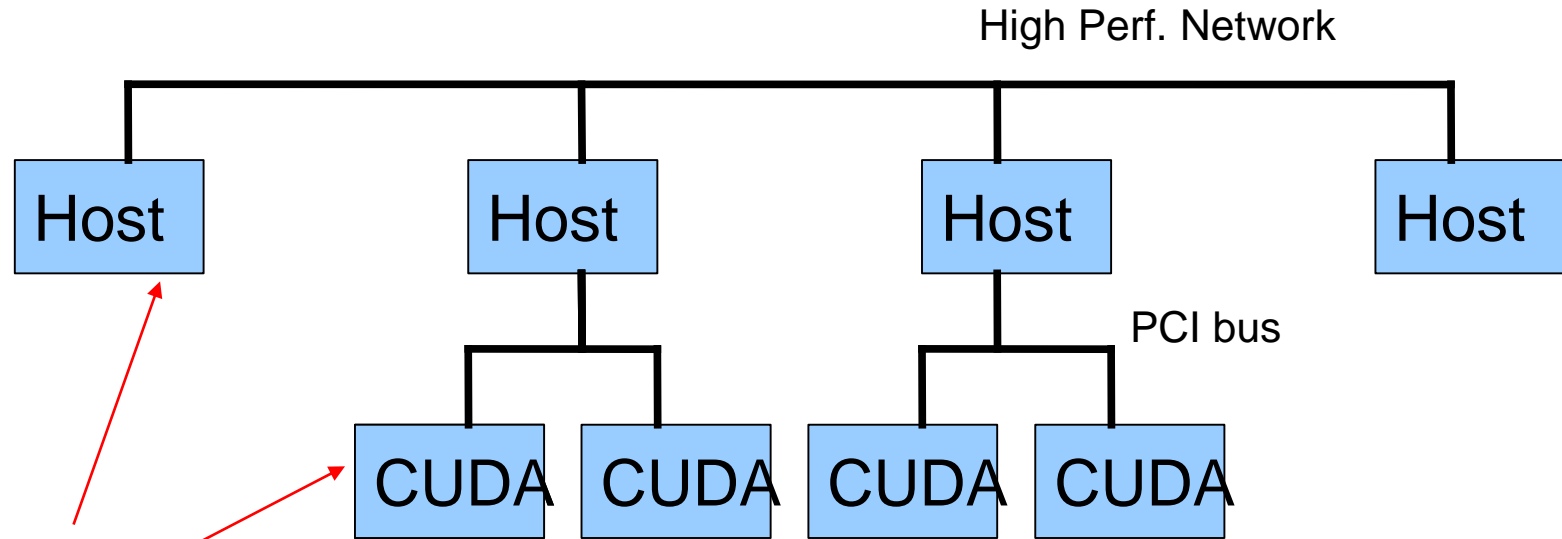 High Perf. Network
Host Host Host Host
PCI bus
CUDA CUDA CUDA CUDA